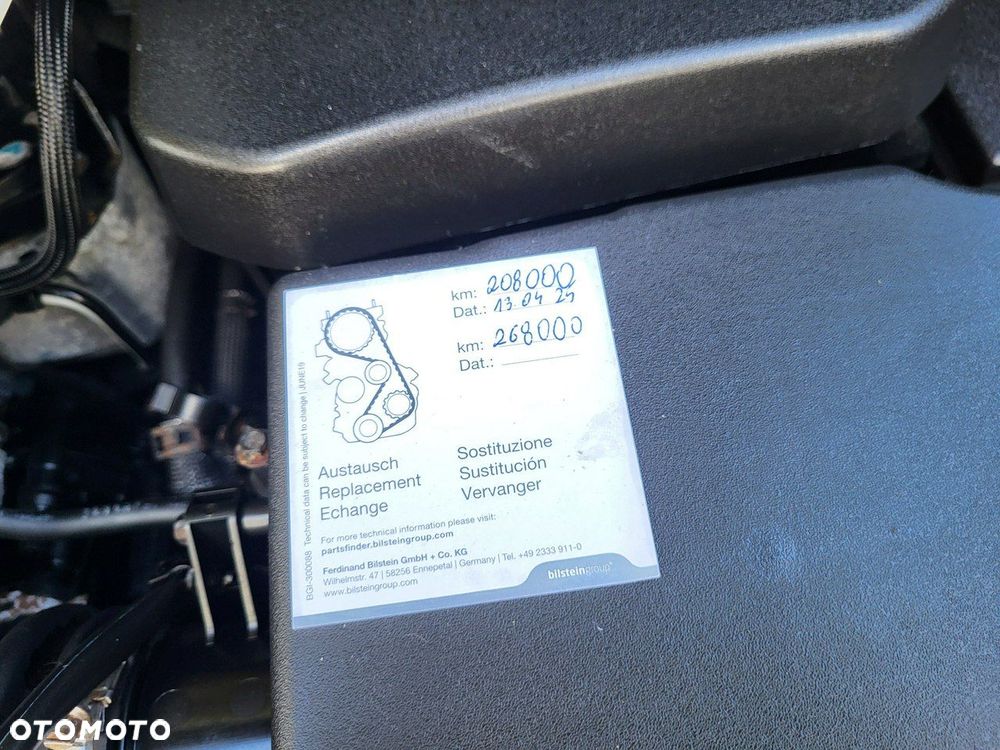 km: 208000
Dat.: 13.04 24
km: 268000
Dat.:
Austausch
Replacement
Echange
Sostituzione
Sustitución
Vervanger
For more technical information please visit:
partsfinder.bilsteingroup.com
Ferdinand Bilstein GmbH + Co. KG
Wilhelmstr. 47 | 58256 Ennepetal | Germany | Tel. +49 2333 911-0
www.bilsteingroup.com
bilsteingroup®
BGI-300088 Technical data can be subject to change | JUNE19
OTOMOTO